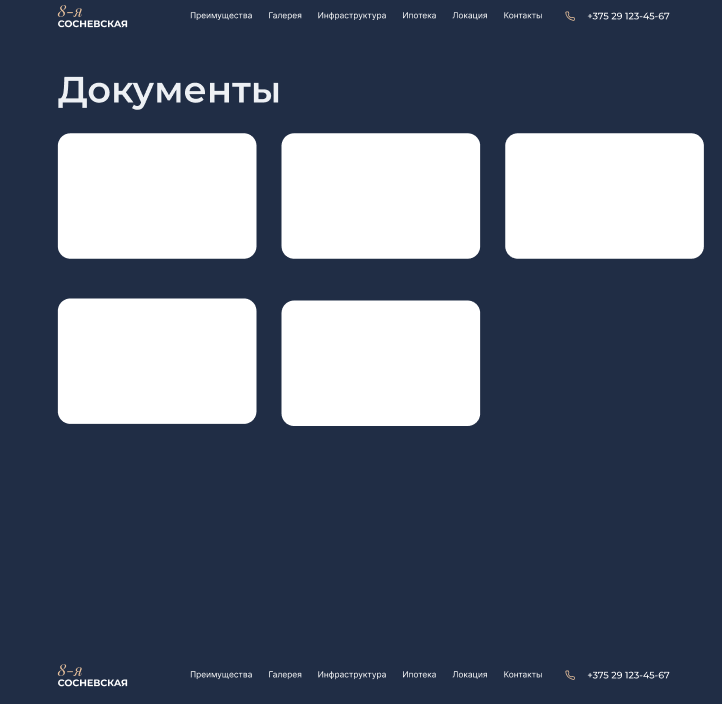 8-я
СОСНЕВСКАЯ
Преимущества Галерея Инфраструктура Ипотека Локация Контакты +375 29 123-45-67
Документы
8-я
СОСНЕВСКАЯ
Преимущества Галерея Инфраструктура Ипотека Локация Контакты +375 29 123-45-67